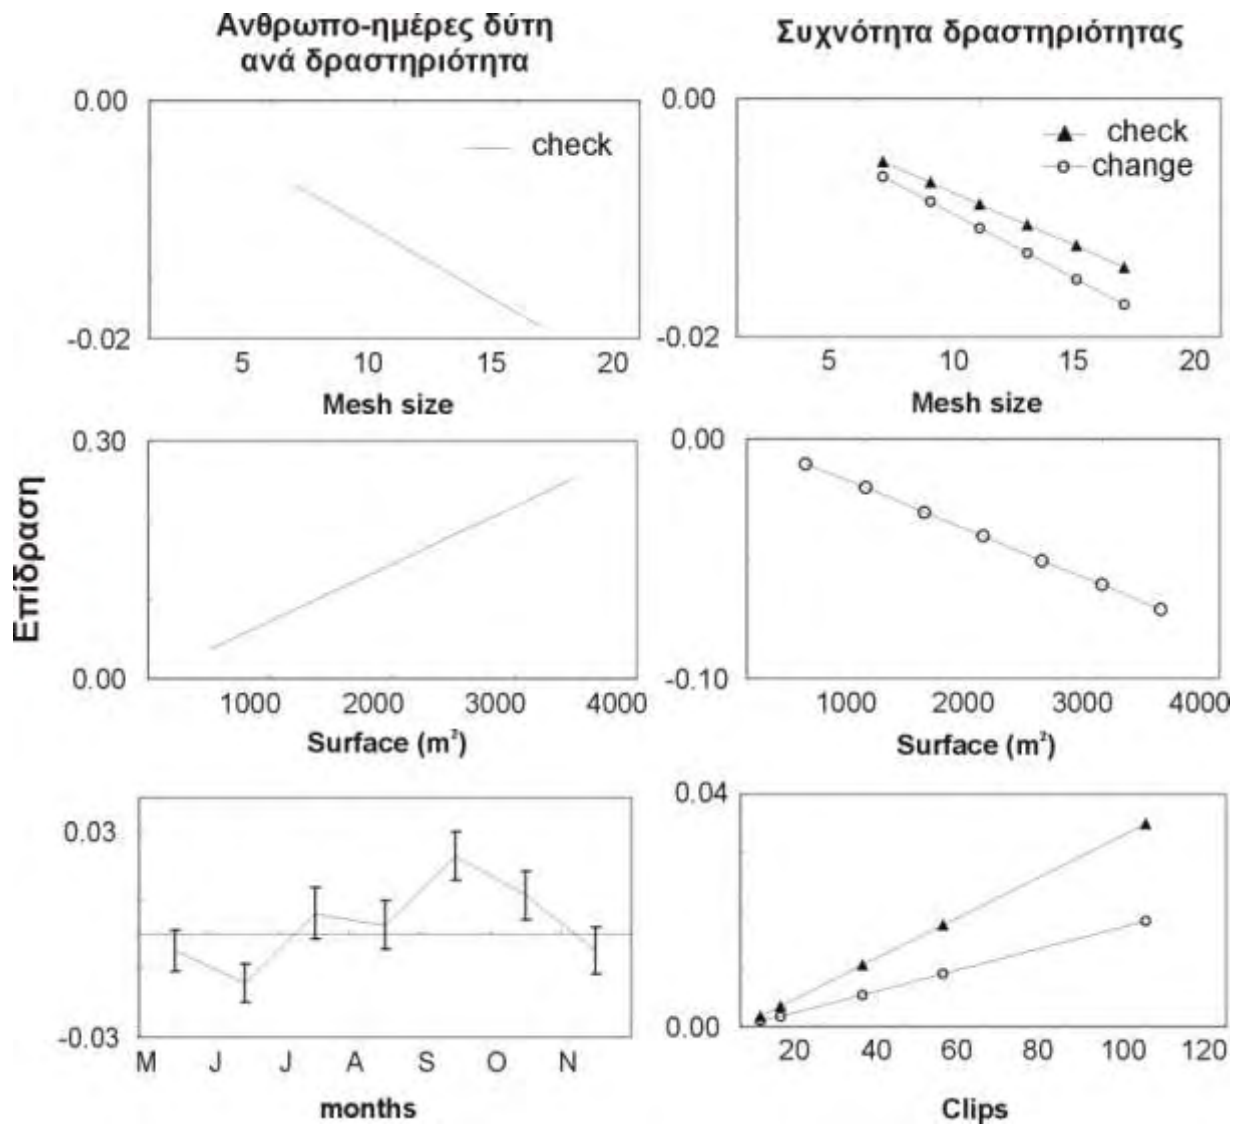 Ανθρωπο-ημέρες δύτη
ανά δραστηριότητα
Συχνότητα δραστηριότητας
0.00
check
-0.02
5 10 15 20
Mesh size
0.00
check
change
-0.02
5 10 15 20
Mesh size
Επίδραση
0.30
0.00
1000 2000 3000 4000
Surface (m²)
0.00
-0.10
1000 2000 3000 4000
Surface (m²)
0.03
-0.03
M J J A S O N
months
0.04
0.00
20 40 60 80 100 120
Clips